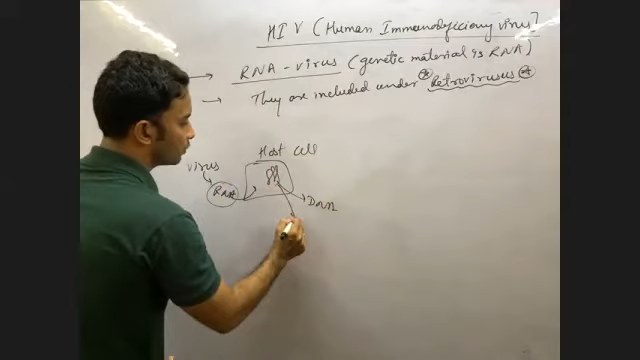 HIV (Human Immunodeficiency virus]
→ RNA-virus (genetic material is RNA)
→ They are included under * Retroviruses *
Host cell
virus
RNA
DNA